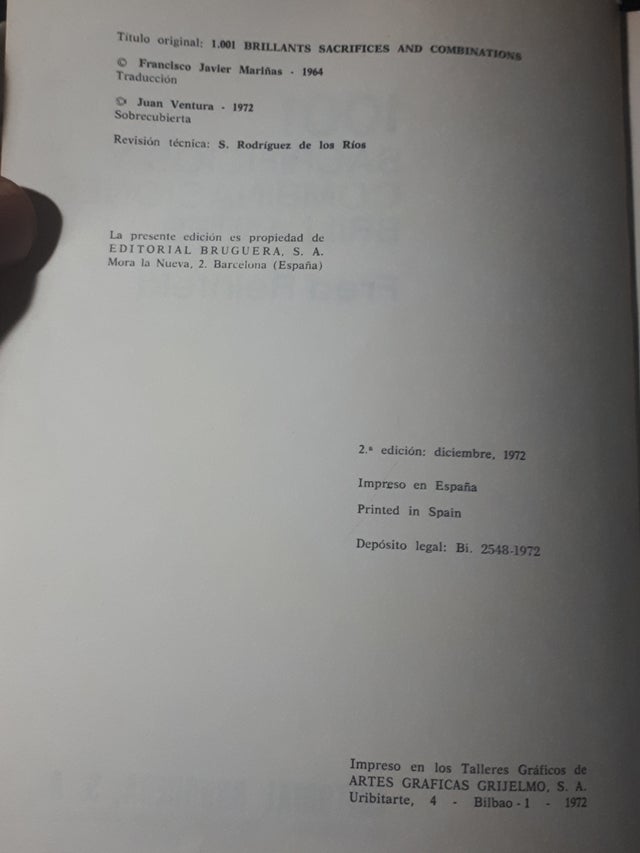 Título original: 1.001 BRILLANTS SACRIFICES AND COMBINATIONS
© Francisco Javier Mariñas - 1964
Traducción
© Juan Ventura - 1972
Sobrecubierta
Revisión técnica: S. Rodríguez de los Ríos
La presente edición es propiedad de
EDITORIAL BRUGUERA, S. A.
Mora la Nueva, 2. Barcelona (España)
2.ª edición: diciembre, 1972
Impreso en España
Printed in Spain
Depósito legal: Bi. 2548-1972
Impreso en los Talleres Gráficos de
ARTES GRAFICAS GRIJELMO, S. A.
Uribitarte, 4 - Bilbao - 1 - 1972